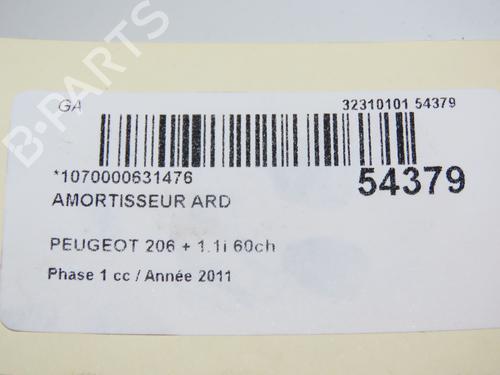 GA
32310101 54379
*1070000631476
54379
AMORTISSEUR ARD
PEUGEOT 206 + 1.1i 60ch
Phase 1 cc / Année 2011
B-PARTS